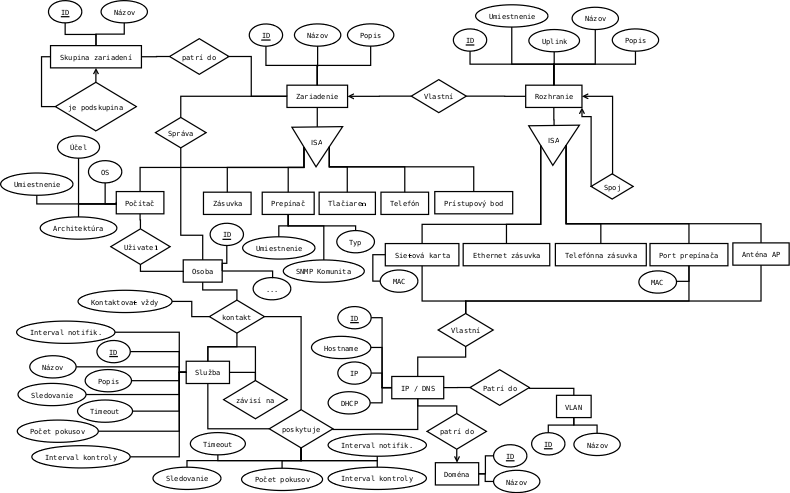 ID
Názov
Umiestnenie
Názov
ID
Názov
Popis
ID
Uplink
Popis
Skupina zariadení
patrí do
Zariadenie
Vlastní
Rozhranie
je podskupina
Správa
ISA
ISA
Účel
OS
Umiestnenie
Spoj
Počítač
Zásuvka
Prepínač
Tlačiareň
Telefón
Prístupový bod
Architektúra
ID
Užívateľ
Umiestnenie
Typ
Sieťová karta
Ethernet zásuvka
Telefónna zásuvka
Port prepínača
Anténa AP
Osoba
SNMP Komunita
MAC
MAC
...
Kontaktovať vždy
kontakt
ID
Vlastní
Interval notifik.
ID
Hostname
Názov
Služba
IP
Popis
IP / DNS
Patrí do
Sledovanie
závisí na
DHCP
VLAN
Timeout
Počet pokusov
poskytuje
patrí do
Timeout
Interval notifik.
ID
Názov
Interval kontroly
ID
Sledovanie
Počet pokusov
Interval kontroly
Doména
Názov